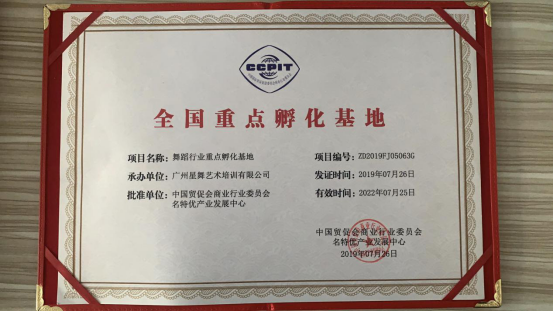 CCPIT
全国重点孵化基地
项目名称：舞蹈行业重点孵化基地
项目编号：ZD2019FJ05063G
承办单位：广州星舞艺术培训有限公司
发证时间：2019年07月26日
批准单位：中国贸促会商业行业委员会
名特优产业发展中心
有效时间：2022年07月25日
中国贸促会商业行业委员会
名特优产业发展中心
2019年07月26日